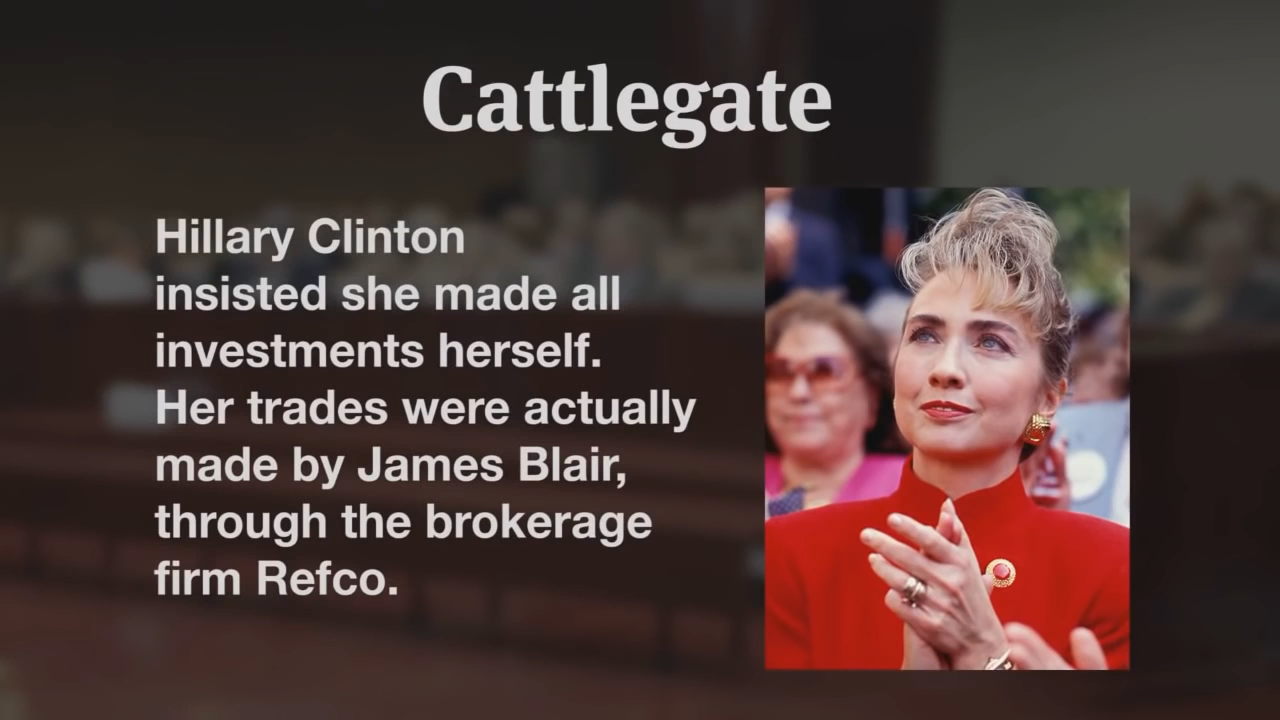 Cattlegate
Hillary Clinton
insisted she made all
investments herself.
Her trades were actually
made by James Blair,
through the brokerage
firm Refco.